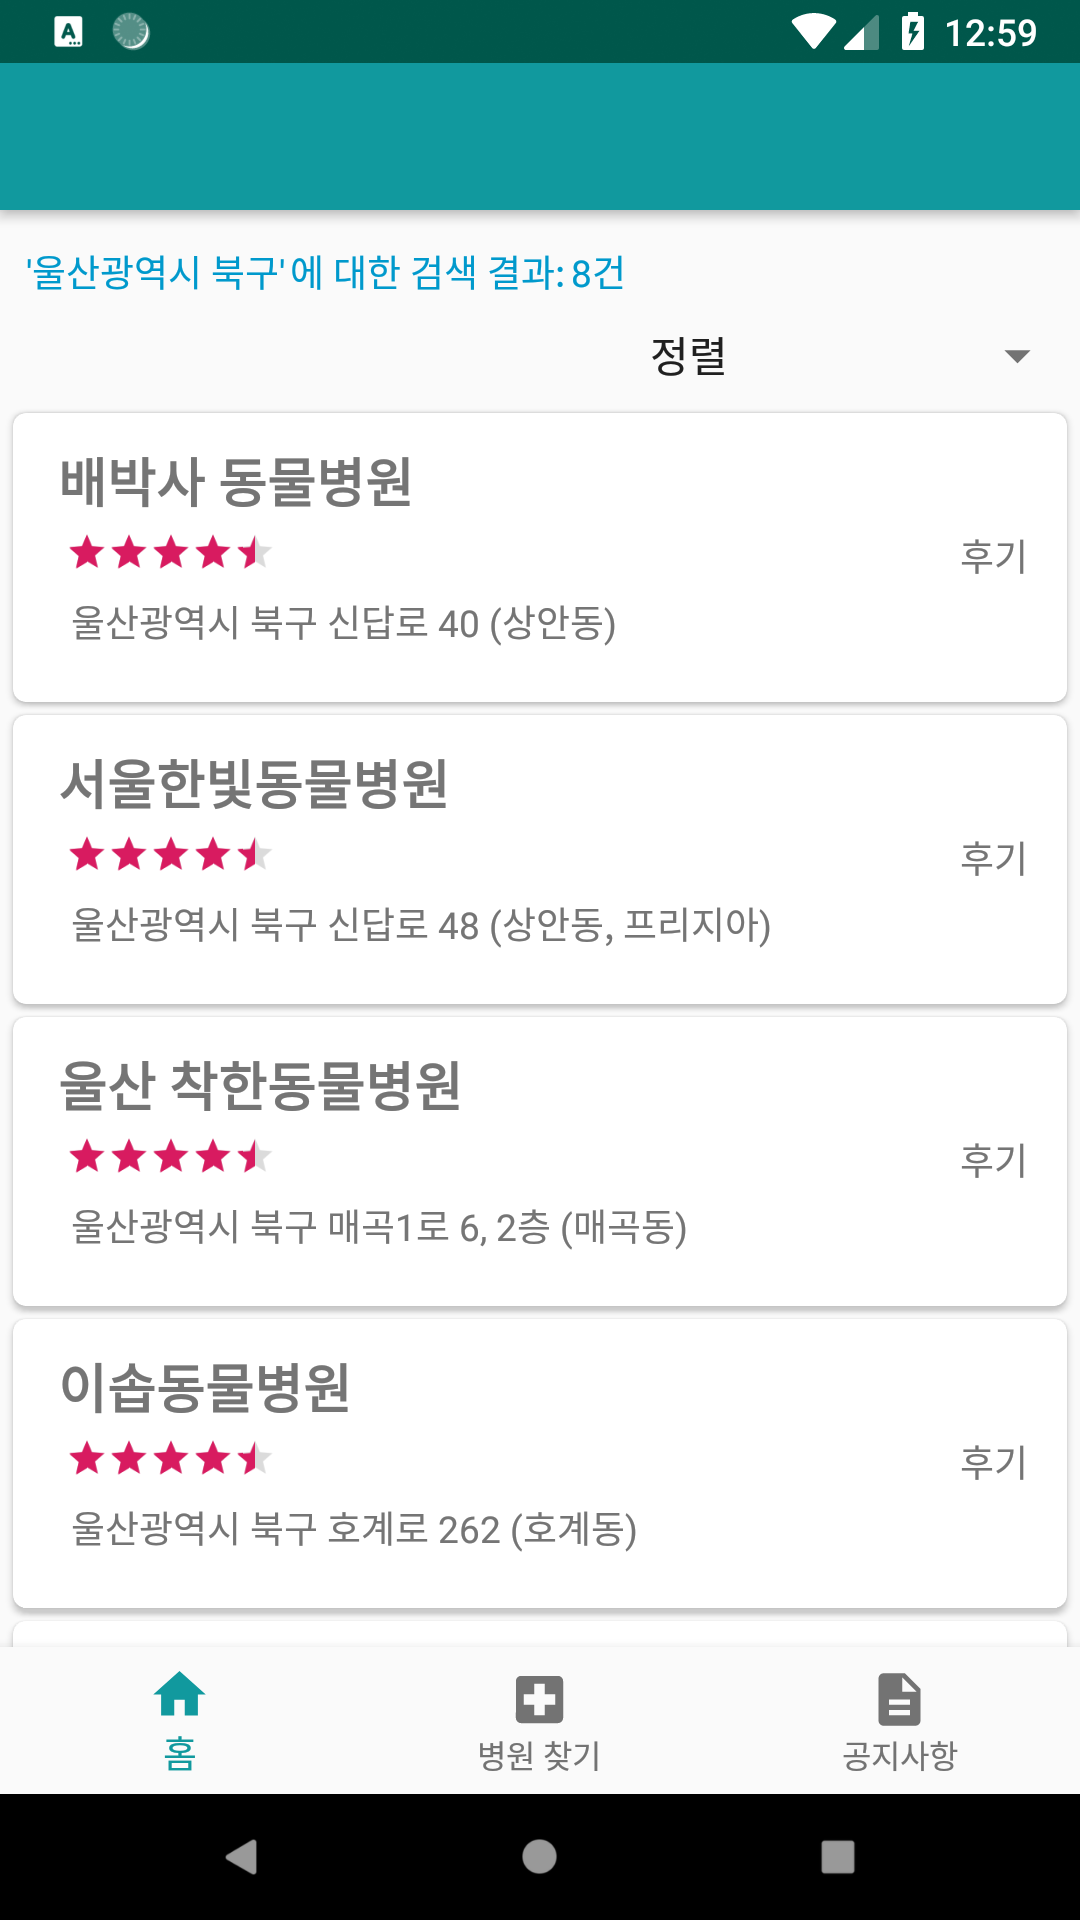 12:59
'울산광역시 북구'에 대한 검색 결과: 8건
정렬
배박사 동물병원
후기
울산광역시 북구 신답로 40 (상안동)
서울한빛동물병원
후기
울산광역시 북구 신답로 48 (상안동, 프리지아)
울산 착한동물병원
후기
울산광역시 북구 매곡1로 6, 2층 (매곡동)
이솝동물병원
후기
울산광역시 북구 호계로 262 (호계동)
홈
병원 찾기
공지사항